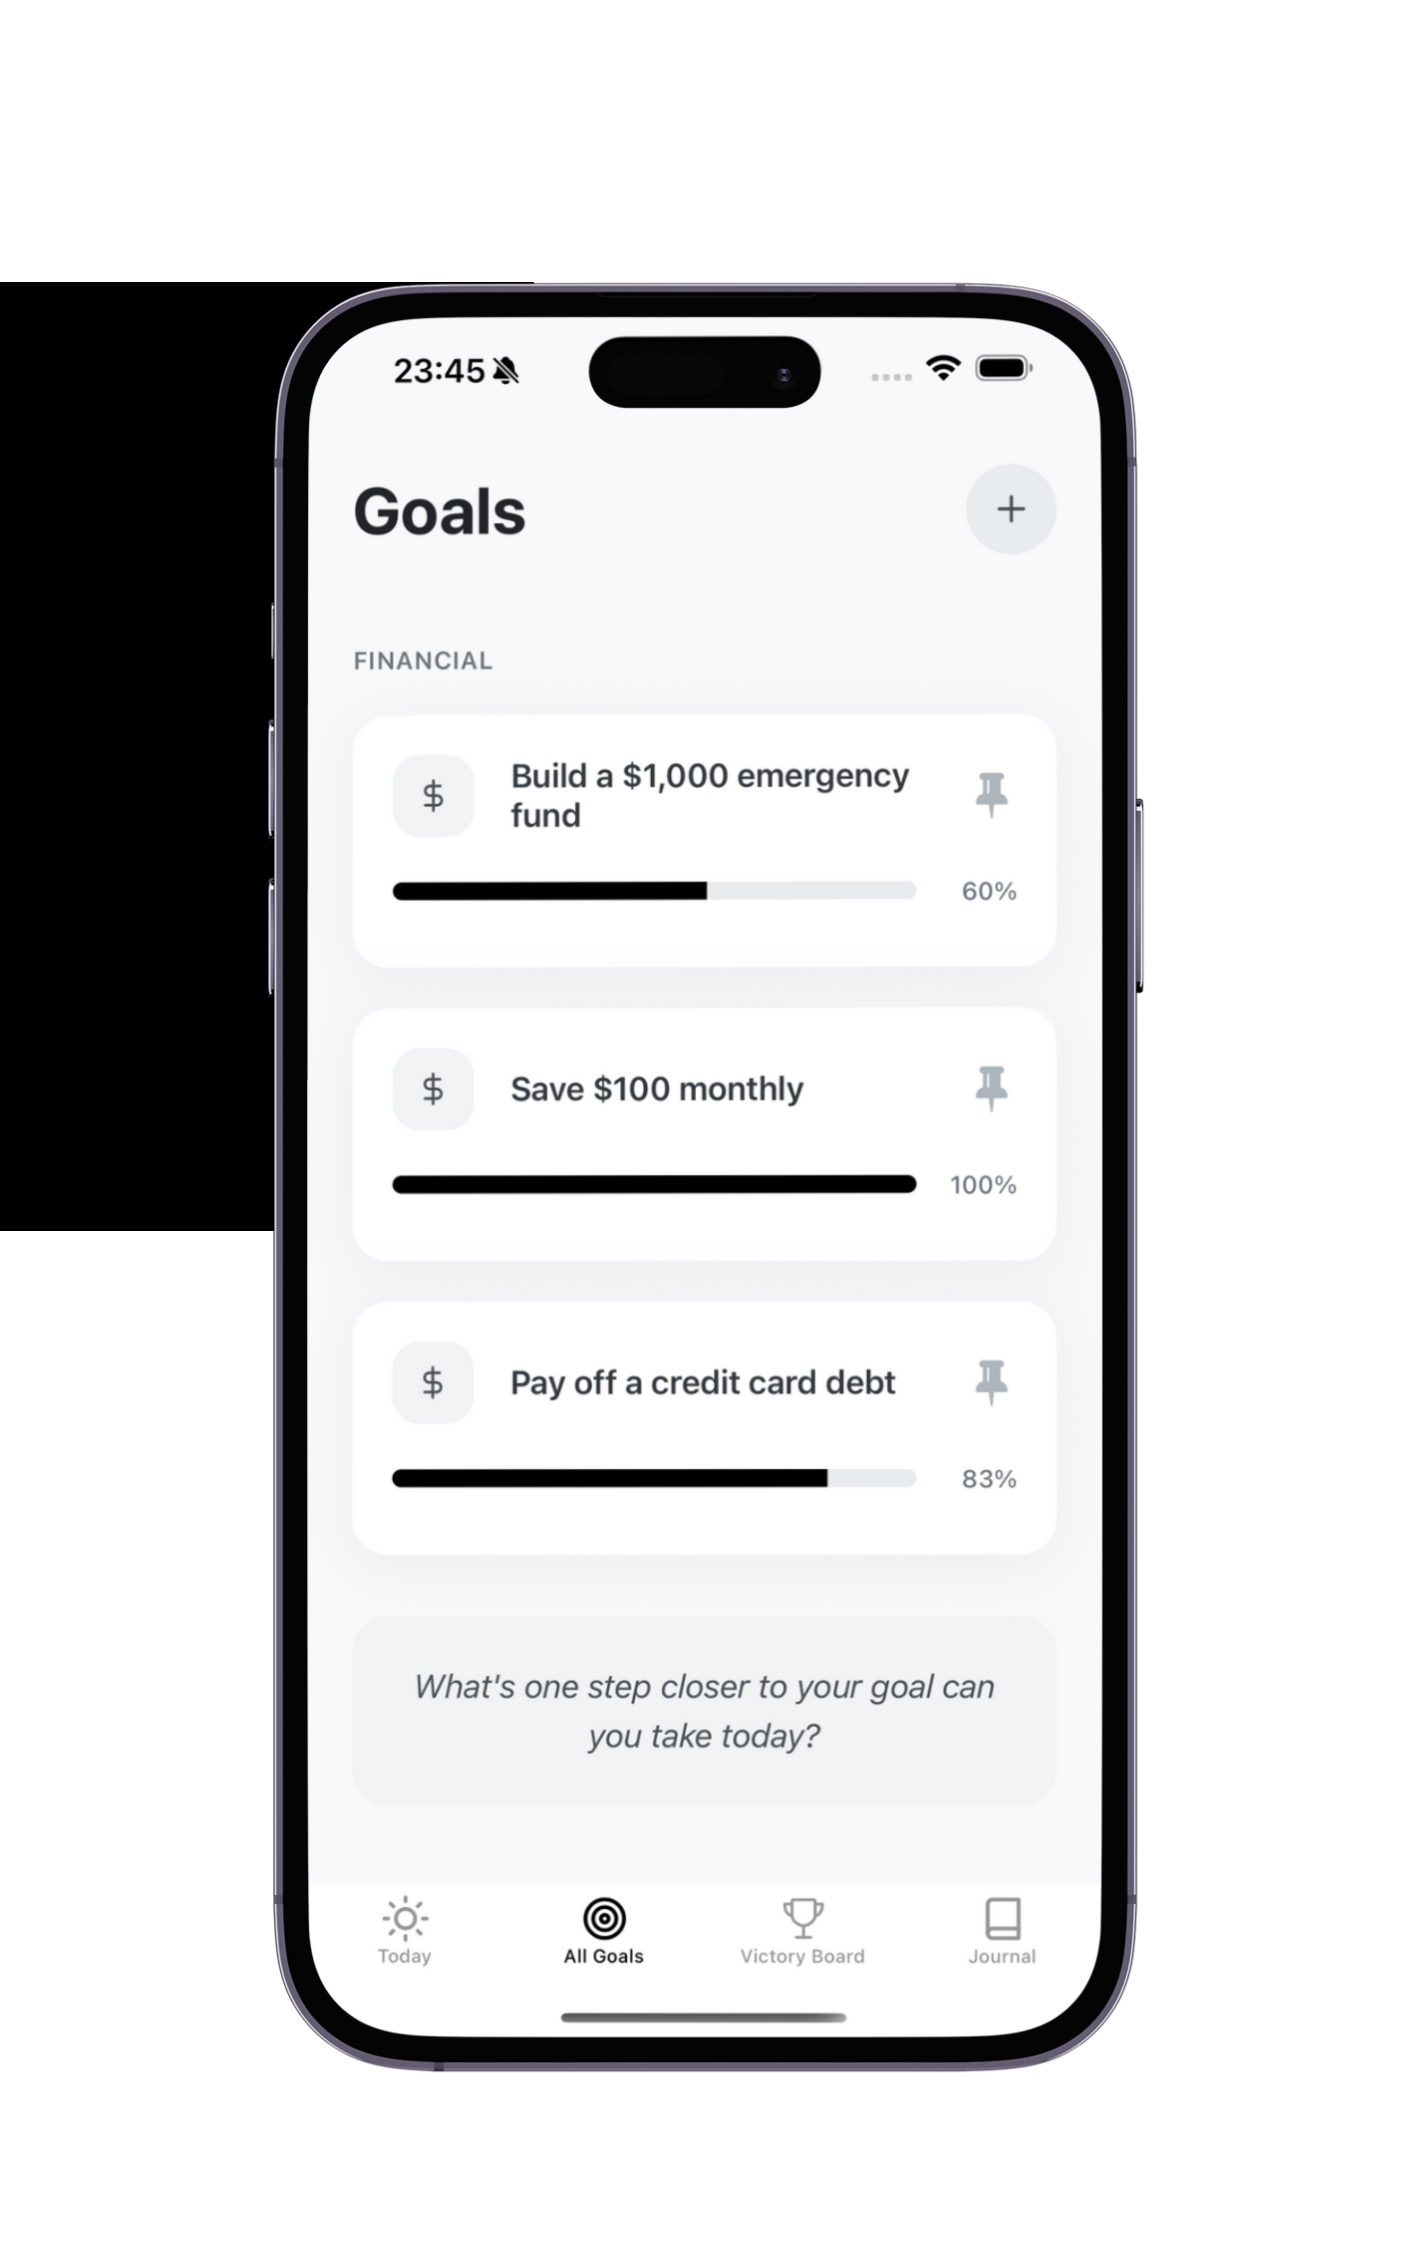 23:45
Goals
FINANCIAL
$
Build a $1,000 emergency
fund
60%
$
Save $100 monthly
100%
$
Pay off a credit card debt
83%
What's one step closer to your goal can
you take today?
Today
All Goals
Victory Board
Journal